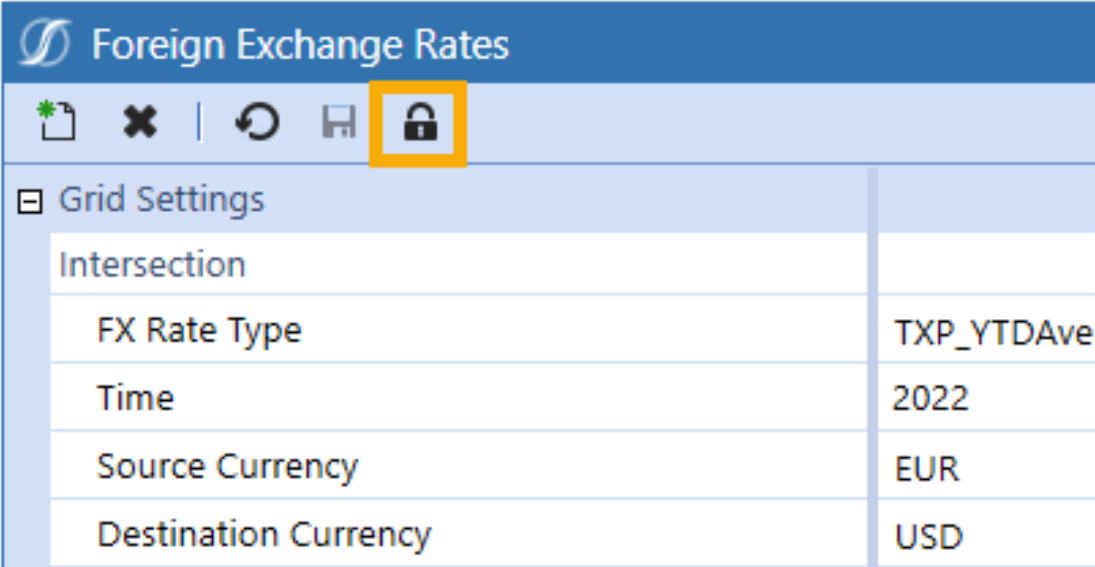 Foreign Exchange Rates
Grid Settings
Intersection
FX Rate Type TXP_YTDAve
Time 2022
Source Currency EUR
Destination Currency USD